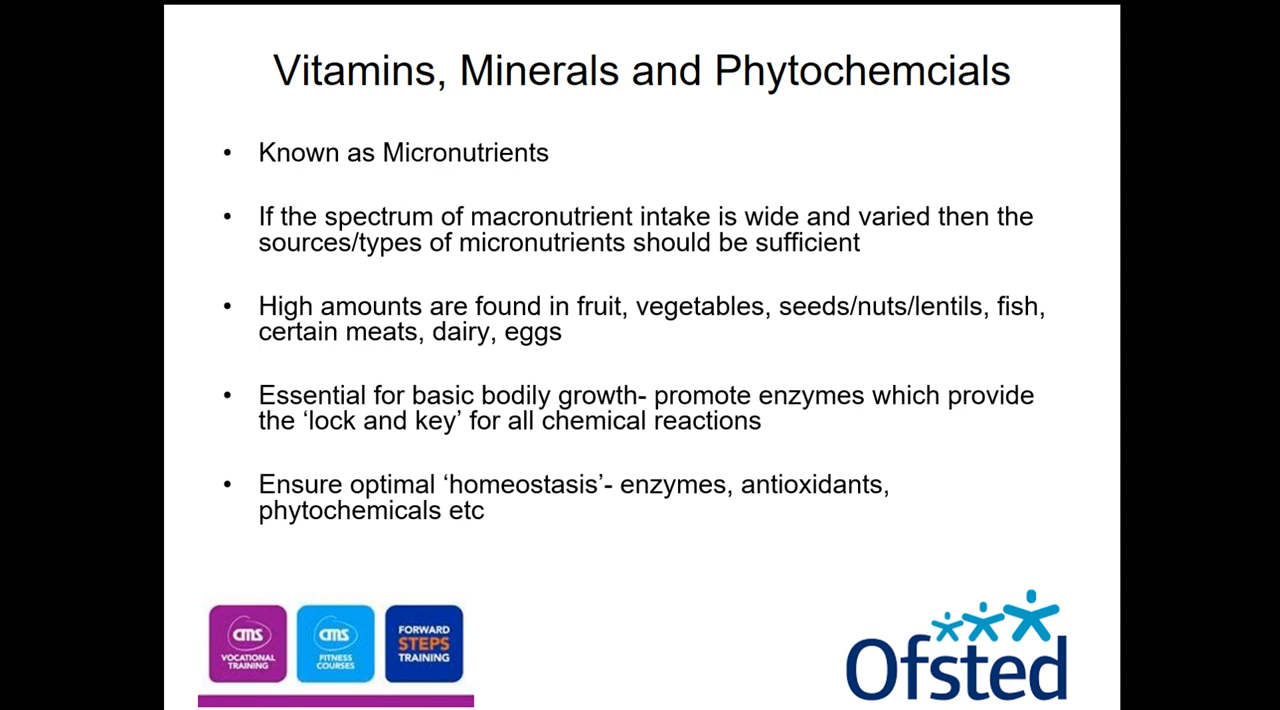 Vitamins, Minerals and Phytochemcials
• Known as Micronutrients
• If the spectrum of macronutrient intake is wide and varied then the
sources/types of micronutrients should be sufficient
• High amounts are found in fruit, vegetables, seeds/nuts/lentils, fish,
certain meats, dairy, eggs
• Essential for basic bodily growth- promote enzymes which provide
the ‘lock and key’ for all chemical reactions
• Ensure optimal ‘homeostasis’- enzymes, antioxidants,
phytochemicals etc
cms
VOCATIONAL
TRAINING
cms
FITNESS
COURSES
FORWARD
STEPS
TRAINING
Ofsted